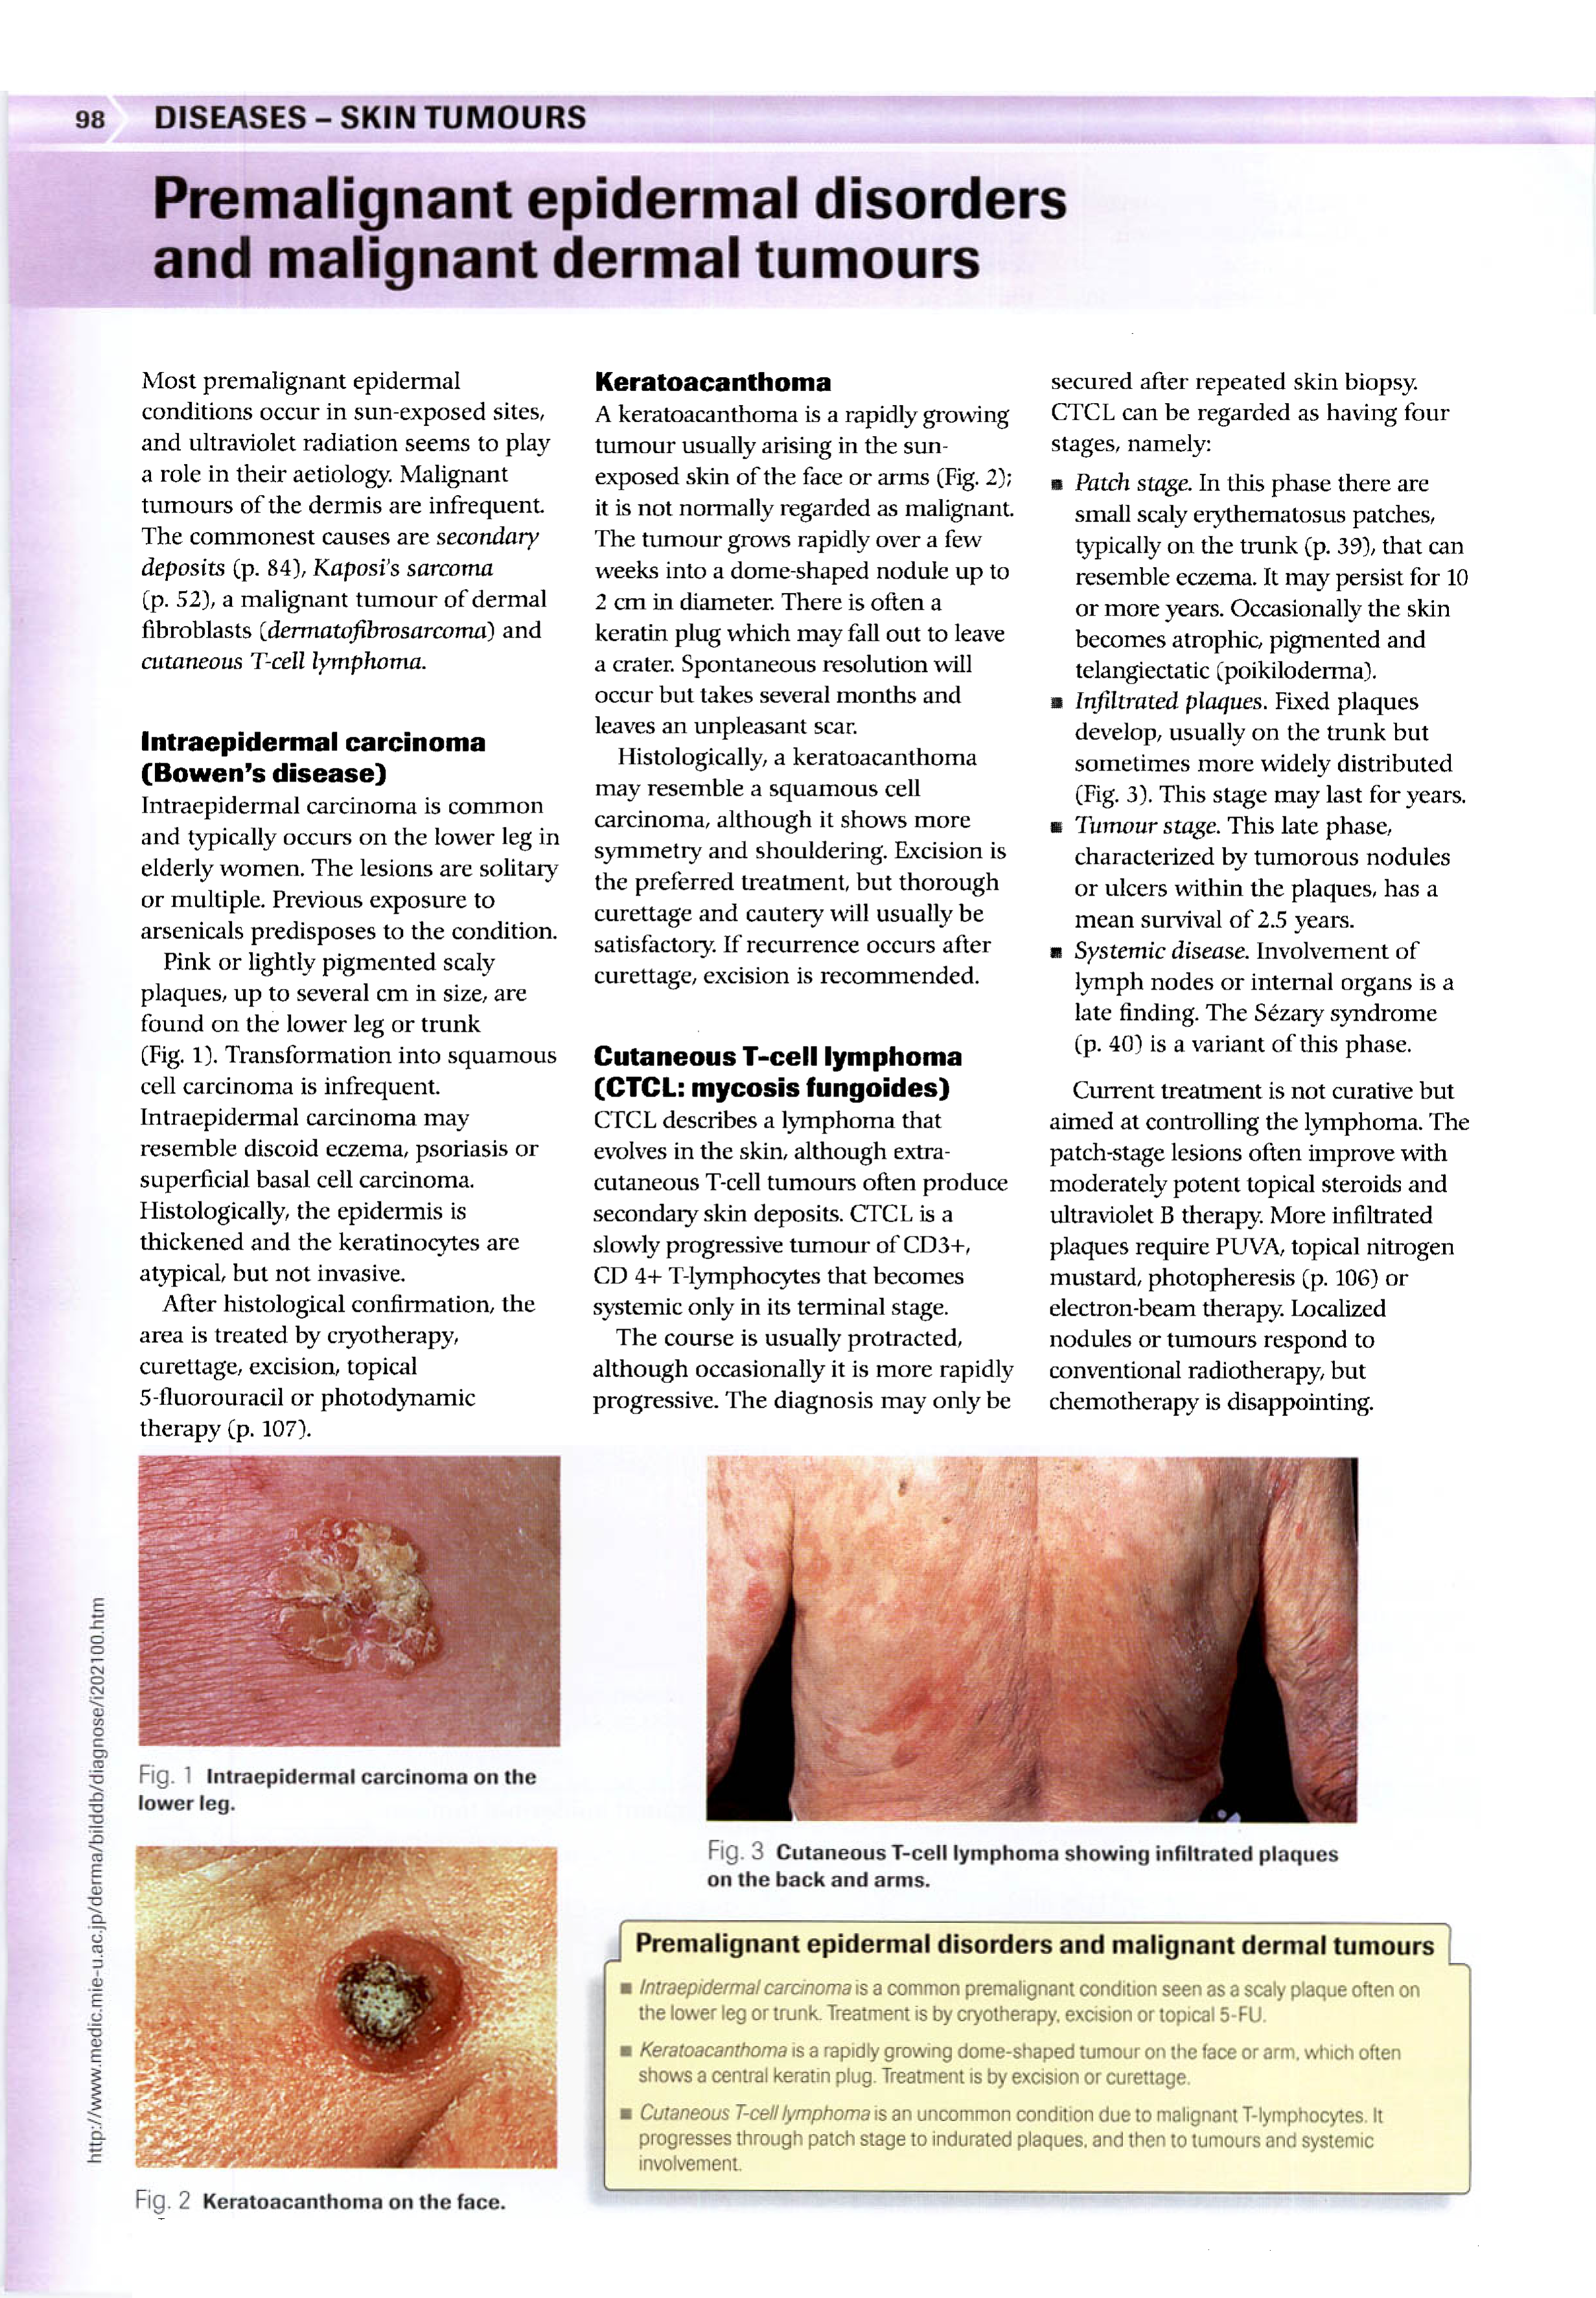 98
DISEASES – SKIN TUMOURS
Premalignant epidermal disorders
and malignant dermal tumours
Most premalignant epidermal
conditions occur in sun-exposed sites,
and ultraviolet radiation seems to play
a role in their aetiology. Malignant
tumours of the dermis are infrequent.
The commonest causes are secondary
deposits (p. 84), Kaposi's sarcoma
(p. 52), a malignant tumour of dermal
fibroblasts (dermatofibrosarcoma) and
cutaneous T-cell lymphoma.
Intraepidermal carcinoma
(Bowen's disease)
Intraepidermal carcinoma is common
and typically occurs on the lower leg in
elderly women. The lesions are solitary
or multiple. Previous exposure to
arsenicals predisposes to the condition.
Pink or lightly pigmented scaly
plaques, up to several cm in size, are
found on the lower leg or trunk
(Fig. 1). Transformation into squamous
cell carcinoma is infrequent.
Intraepidermal carcinoma may
resemble discoid eczema, psoriasis or
superficial basal cell carcinoma.
Histologically, the epidermis is
thickened and the keratinocytes are
atypical, but not invasive.
After histological confirmation, the
area is treated by cryotherapy,
curettage, excision, topical
5-fluorouracil or photodynamic
therapy (p. 107).
Keratoacanthoma
A keratoacanthoma is a rapidly growing
tumour usually arising in the sun-
exposed skin of the face or arms (Fig. 2);
it is not normally regarded as malignant.
The tumour grows rapidly over a few
weeks into a dome-shaped nodule up to
2 cm in diameter. There is often a
keratin plug which may fall out to leave
a crater. Spontaneous resolution will
occur but takes several months and
leaves an unpleasant scar.
Histologically, a keratoacanthoma
may resemble a squamous cell
carcinoma, although it shows more
symmetry and shouldering. Excision is
the preferred treatment, but thorough
curettage and cautery will usually be
satisfactory. If recurrence occurs after
curettage, excision is recommended.
Cutaneous T-cell lymphoma
(CTCL: mycosis fungoides)
CTCL describes a lymphoma that
evolves in the skin, although extra-
cutaneous T-cell tumours often produce
secondary skin deposits. CTCL is a
slowly progressive tumour of CD3+,
CD 4+ T-lymphocytes that becomes
systemic only in its terminal stage.
The course is usually protracted,
although occasionally it is more rapidly
progressive. The diagnosis may only be
secured after repeated skin biopsy.
CTCL can be regarded as having four
stages, namely:
■ Patch stage. In this phase there are
small scaly erythematosus patches,
typically on the trunk (p. 39), that can
resemble eczema. It may persist for 10
or more years. Occasionally the skin
becomes atrophic, pigmented and
telangiectatic (poikiloderma).
■ Infiltrated plaques. Fixed plaques
develop, usually on the trunk but
sometimes more widely distributed
(Fig. 3). This stage may last for years.
■ Tumour stage. This late phase,
characterized by tumorous nodules
or ulcers within the plaques, has a
mean survival of 2.5 years.
■ Systemic disease. Involvement of
lymph nodes or internal organs is a
late finding. The Sézary syndrome
(p. 40) is a variant of this phase.
Current treatment is not curative but
aimed at controlling the lymphoma. The
patch-stage lesions often improve with
moderately potent topical steroids and
ultraviolet B therapy. More infiltrated
plaques require PUVA, topical nitrogen
mustard, photopheresis (p. 106) or
electron-beam therapy. Localized
nodules or tumours respond to
conventional radiotherapy, but
chemotherapy is disappointing.
http://www.medic.mie-u.ac.jp/derma/bilddb/diagnose/i202100.htm
Fig. 1 Intraepidermal carcinoma on the
lower leg.
Fig. 2 Keratoacanthoma on the face.
Fig. 3 Cutaneous T-cell lymphoma showing infiltrated plaques
on the back and arms.
Premalignant epidermal disorders and malignant dermal tumours
■ Intraepidermal carcinoma is a common premalignant condition seen as a scaly plaque often on
the lower leg or trunk. Treatment is by cryotherapy, excision or topical 5-FU.
■ Keratoacanthoma is a rapidly growing dome-shaped tumour on the face or arm, which often
shows a central keratin plug. Treatment is by excision or curettage.
■ Cutaneous T-cell lymphoma is an uncommon condition due to malignant T-lymphocytes. It
progresses through patch stage to indurated plaques, and then to tumours and systemic
involvement.